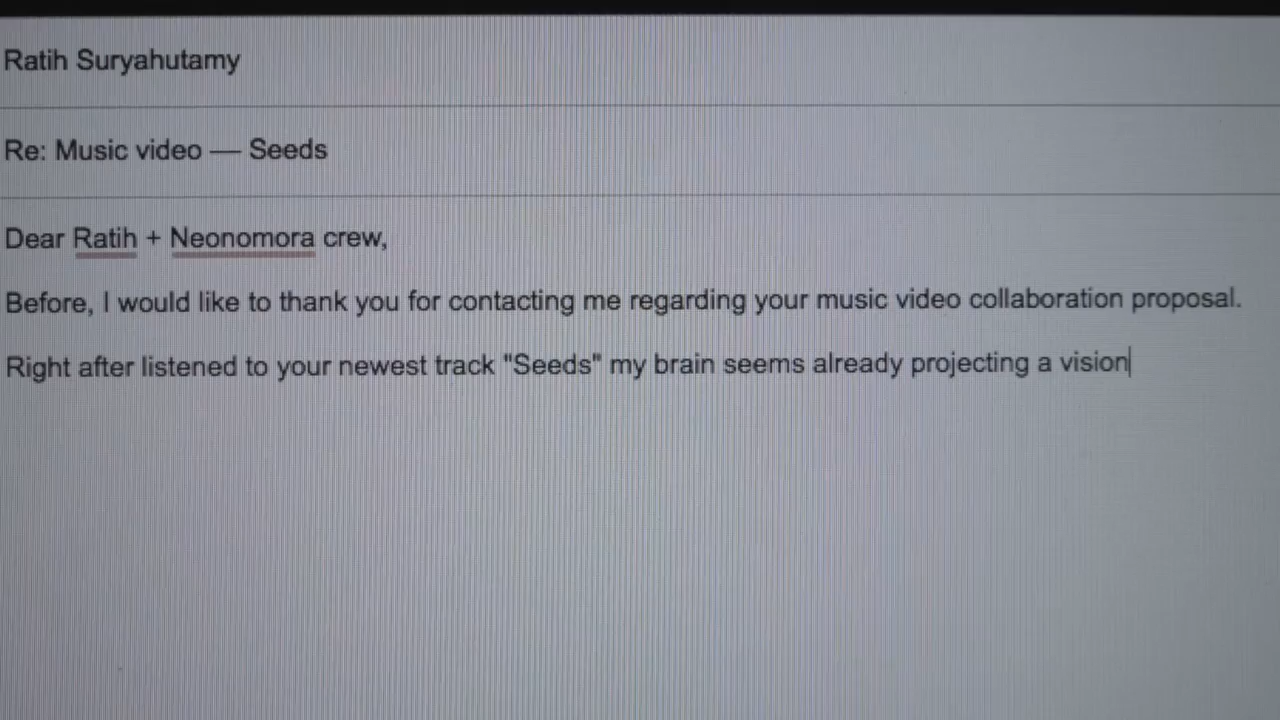 Ratih Suryahutamy
Re: Music video — Seeds
Dear Ratih + Neonomora crew,
Before, I would like to thank you for contacting me regarding your music video collaboration proposal.
Right after listened to your newest track "Seeds" my brain seems already projecting a vision